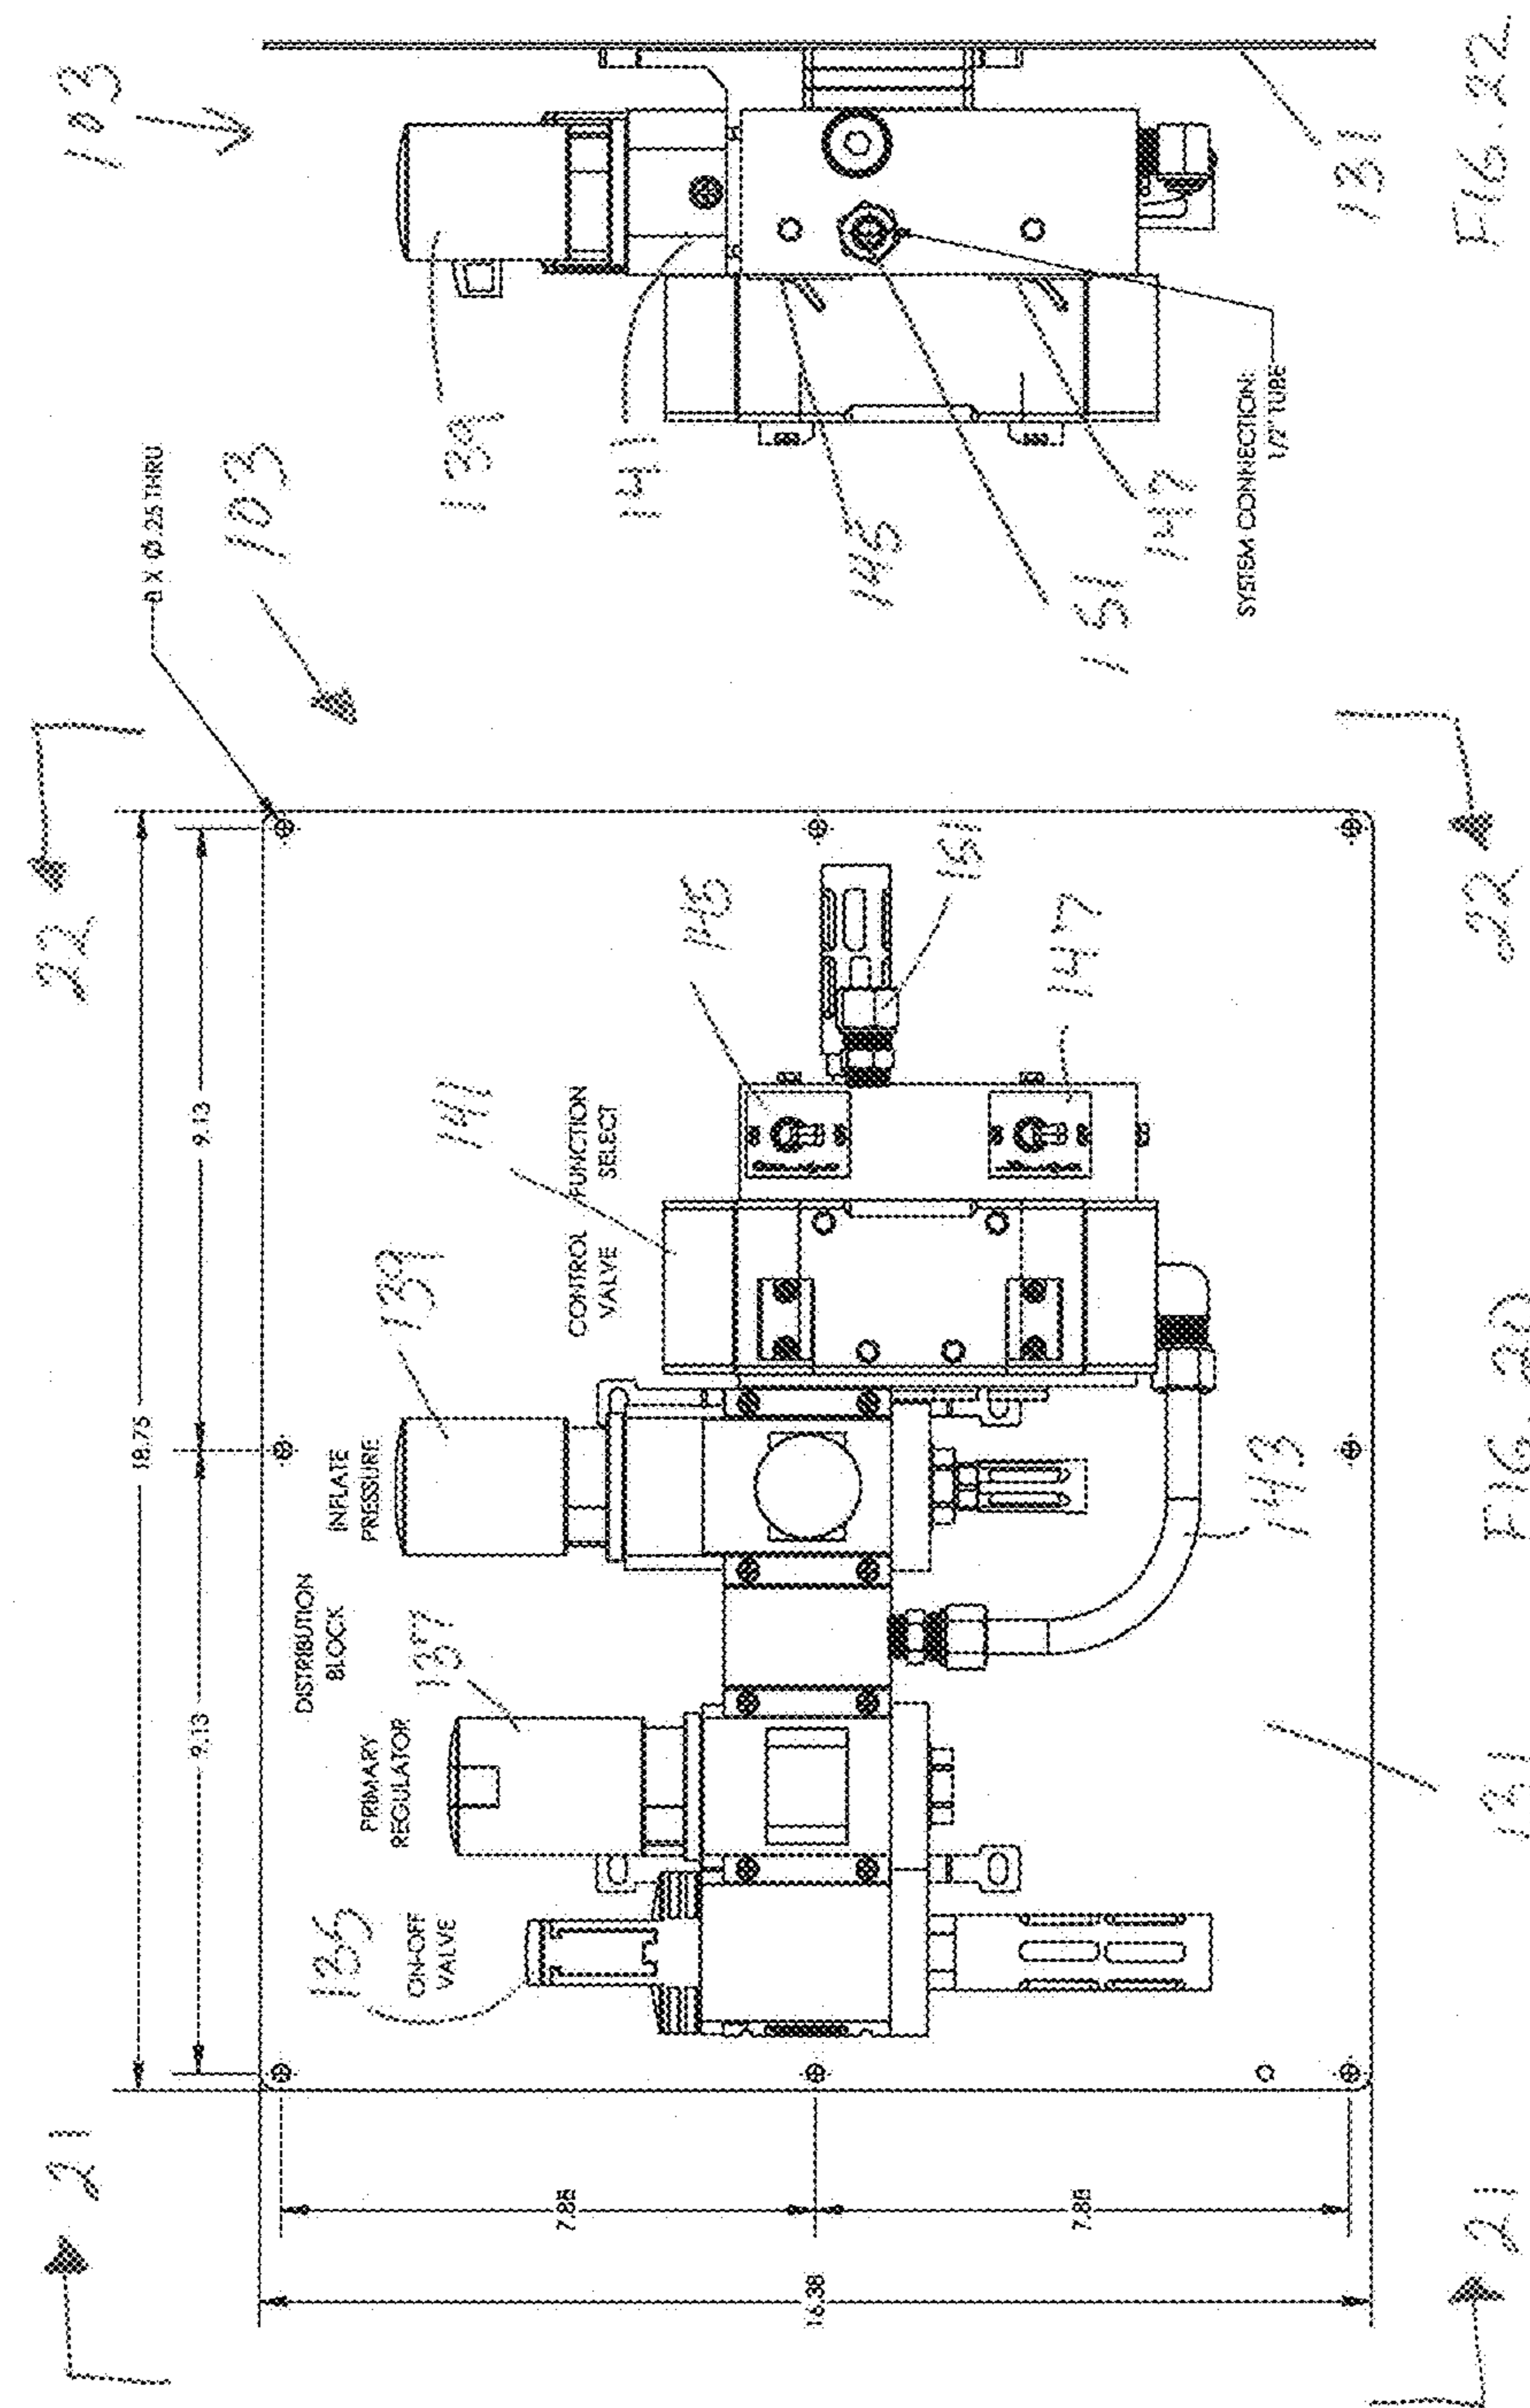 21
21
22
22
103
18.75
9.13
9.13
8 X Ø.25 THRU
16.38
7.88
7.88
135
ON-OFF
VALVE
PRIMARY
REGULATOR
137
DISTRIBUTION
BLOCK
INFLATE
PRESSURE
139
CONTROL
VALVE
FUNCTION
SELECT
141
145
147
151
143
131
FIG. 20
103
139
141
145
151
147
SYSTEM CONNECTION:
1/2" TUBE
131
FIG. 22